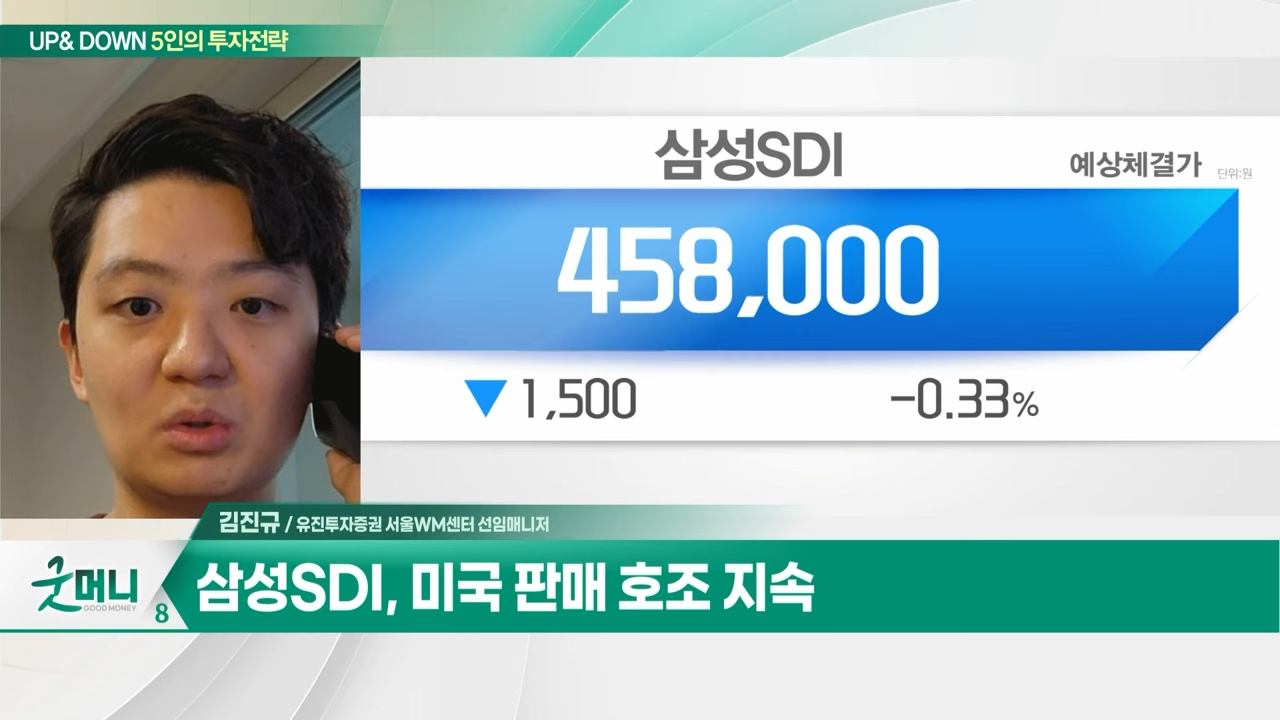 UP& DOWN 5인의 투자전략
삼성SDI
예상체결가 단위:원
458,000
▼1,500 -0.33%
김진규 / 유진투자증권 서울WM센터 선임매니저
굿머니
GOOD MONEY
8
삼성SDI, 미국 판매 호조 지속